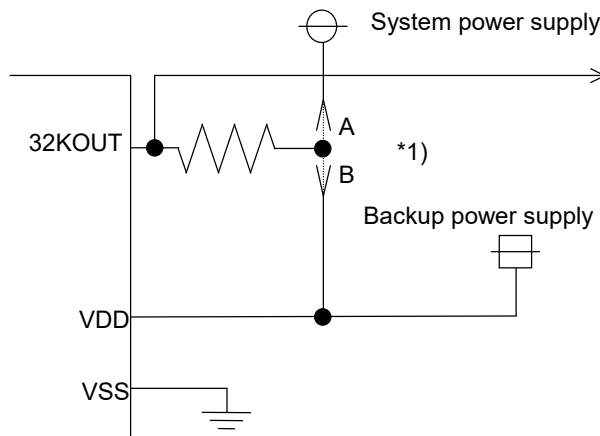 System power supply
A
32KOUT
*1)
B
Backup power supply
VDD
VSS